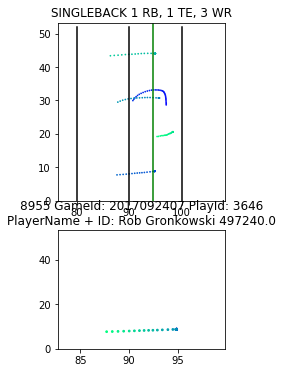 SINGLEBACK 1 RB, 1 TE, 3 WR
50
40
30
20
10
0
80 90 100
8955 GameId: 2017092407 PlayId: 3646
PlayerName + ID: Rob Gronkowski 497240.0
40
20
0
85 90 95